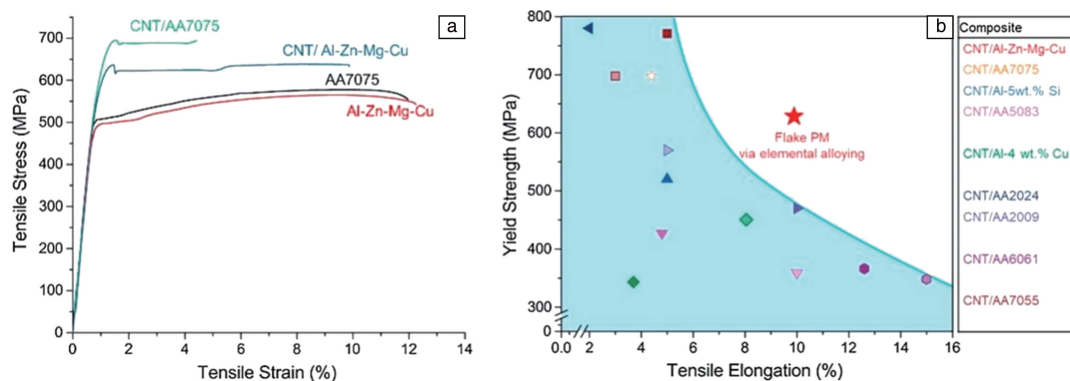 a
CNT/AA7075
CNT/ Al-Zn-Mg-Cu
AA7075
Al-Zn-Mg-Cu
Tensile Stress (MPa)
700
600
500
400
300
200
100
0
0
2
4
6
8
10
12
14
Tensile Strain (%)
b
Flake PM
via elemental alloying
Yield Strength (MPa)
800
700
600
500
400
300
0
0.0
2
4
6
8
10
12
14
16
Tensile Elongation (%)
Composite
CNT/Al-Zn-Mg-Cu
CNT/AA7075
CNT/Al-5wt.% Si
CNT/AA5083
CNT/Al-4 wt.% Cu
CNT/AA2024
CNT/AA2009
CNT/AA6061
CNT/AA7055